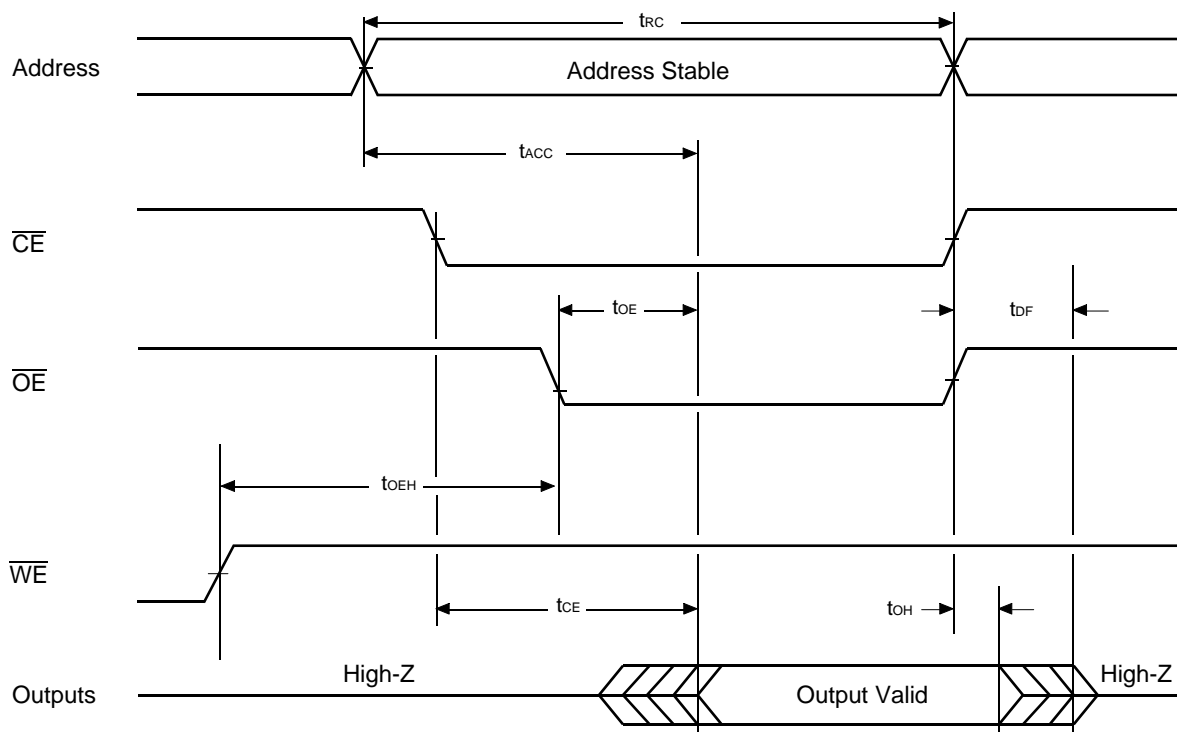 tRC
Address
Address Stable
tACC
CE
tOE
tDF
OE
tOEH
WE
tCE
tOH
High-Z
High-Z
Outputs
Output Valid